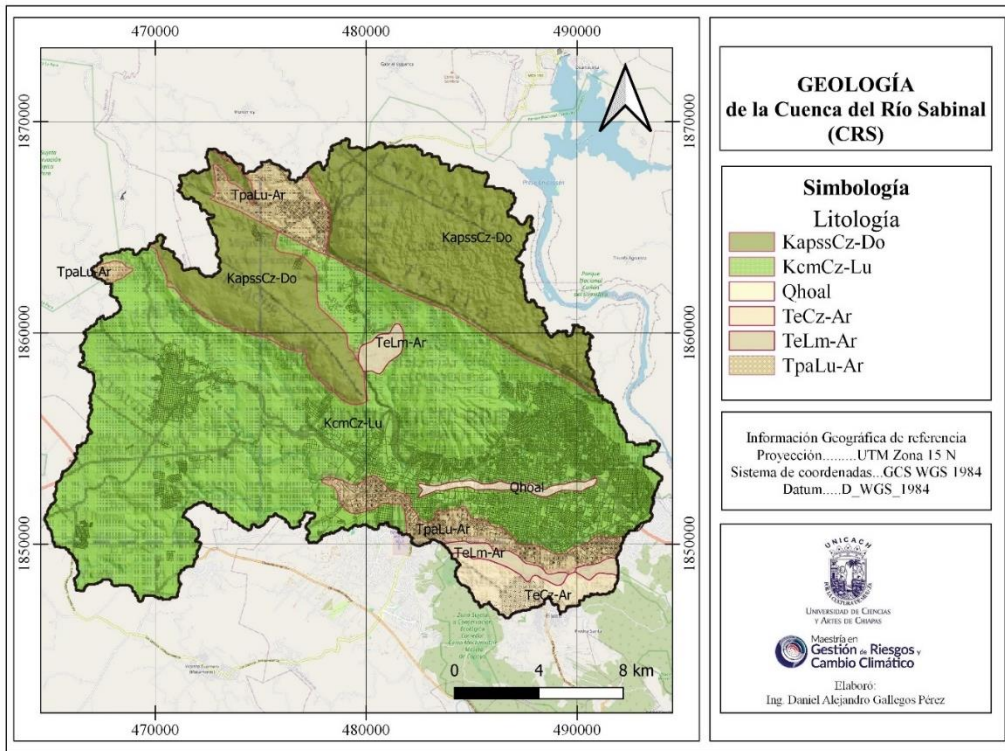 470000 480000 490000
1870000 1870000
1860000 1860000
1850000 1850000
470000 480000 490000
TpaLu-Ar
KapssCz-Do
TpaLu-Ar
KapssCz-Do
TeLm-Ar
KcmCz-Lu
Qhoal
TpaLu-Ar
TeLm-Ar
TeCz-Ar
0 4 8 km
GEOLOGÍA
de la Cuenca del Río Sabinal
(CRS)
Simbología
Litología
KapssCz-Do
KcmCz-Lu
Qhoal
TeCz-Ar
TeLm-Ar
TpaLu-Ar
Información Geográfica de referencia
Proyección.........UTM Zona 15 N
Sistema de coordenadas...GCS WGS 1984
Datum.....D_WGS_1984
UNICACH
UNIVERSIDAD DE CIENCIAS
Y ARTES DE CHIAPAS
Maestría en
Gestión de Riesgos y
Cambio Climático
Elaboró:
Ing. Daniel Alejandro Gallegos Pérez